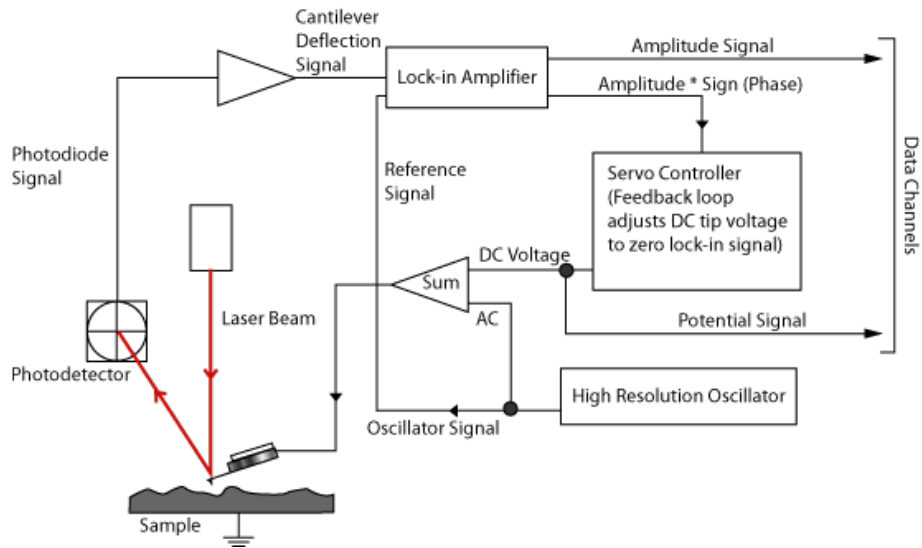 Cantilever
Deflection
Signal
Lock-in Amplifier
Amplitude Signal
Amplitude * Sign (Phase)
Photodiode
Signal
Reference
Signal
Servo Controller
(Feedback loop
adjusts DC tip voltage
to zero lock-in signal)
Data Channels
DC Voltage
Sum
AC
Laser Beam
Potential Signal
Photodetector
High Resolution Oscillator
Oscillator Signal
Sample